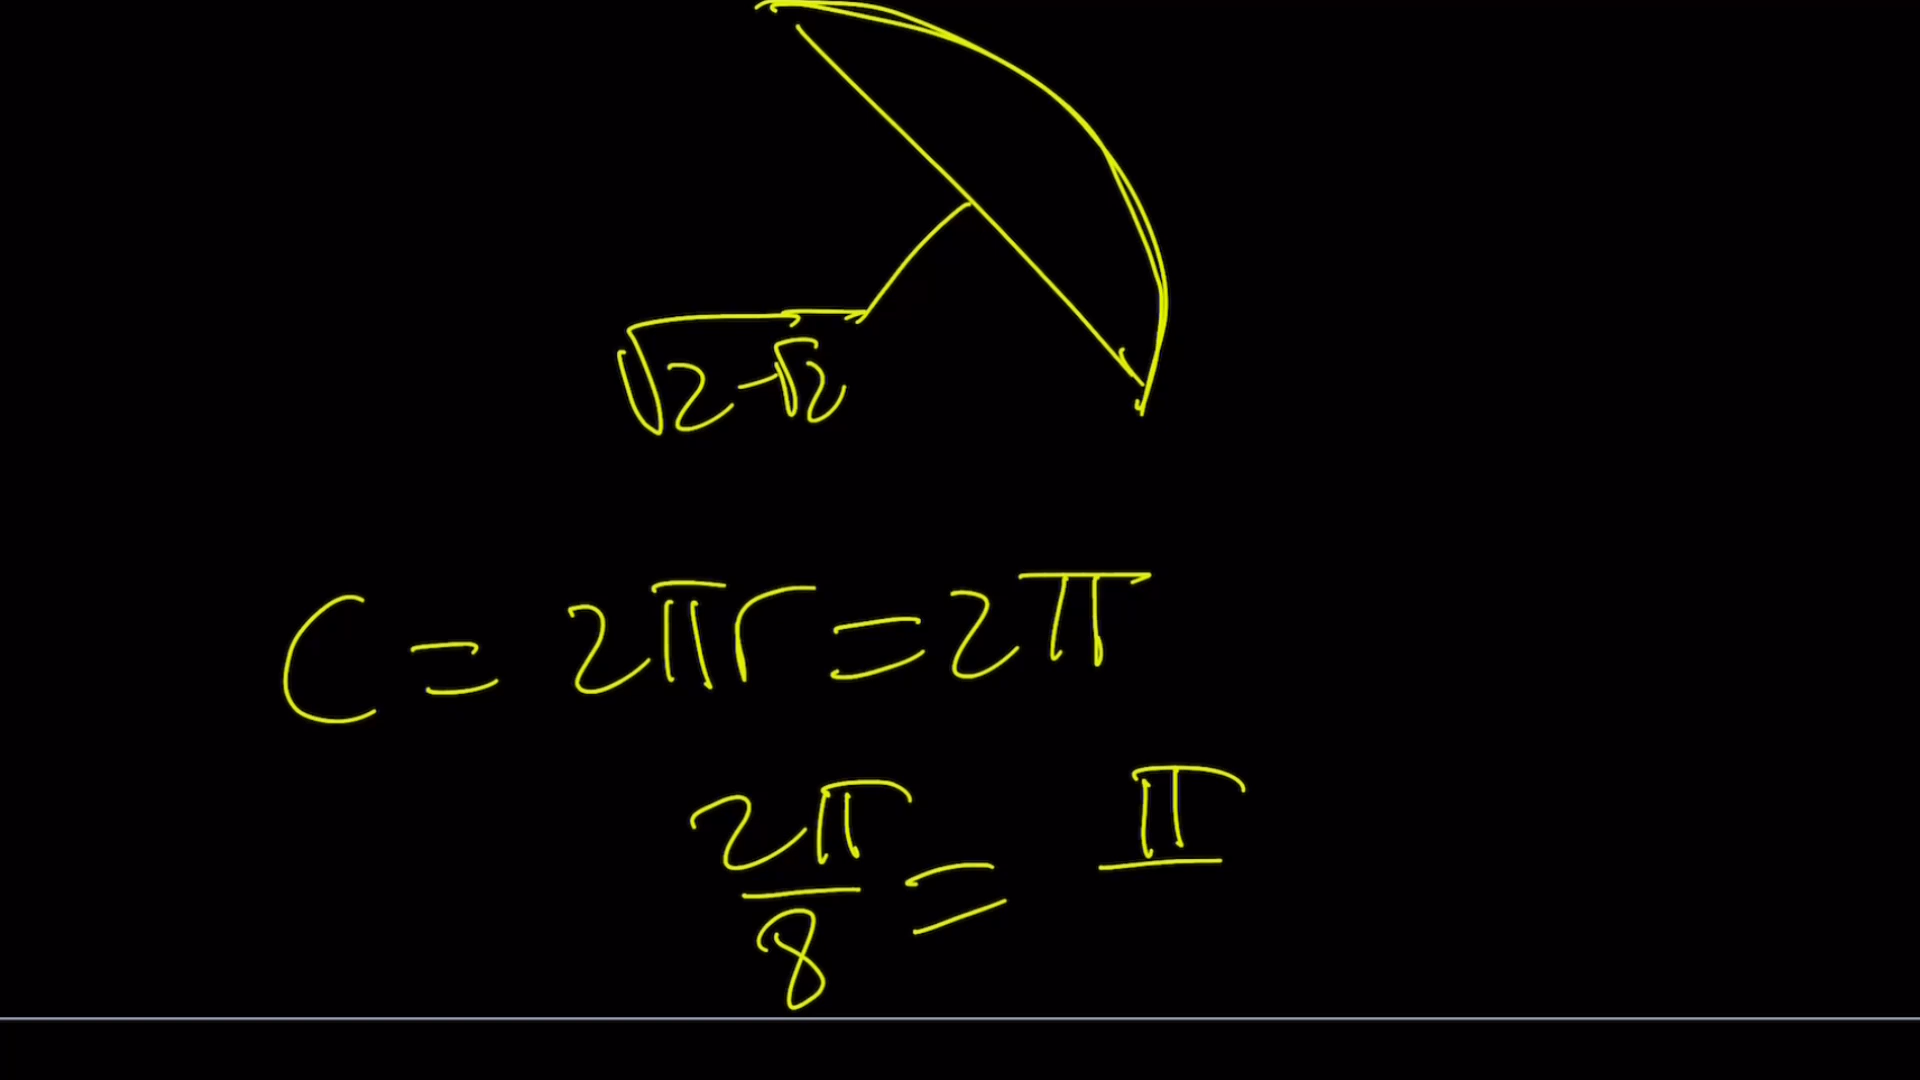 √(2-√2)
C = 2πr = 2π
2π/8 = π/